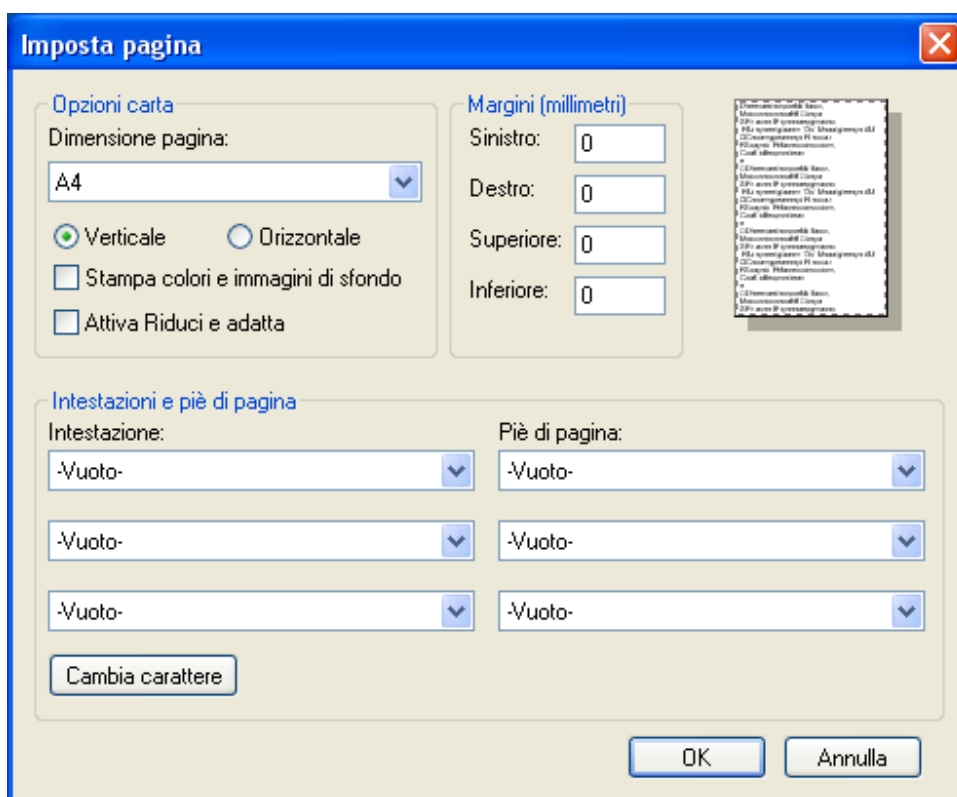 Imposta pagina
Opzioni carta
Dimensione pagina:
A4
Verticale Orizzontale
Stampa colori e immagini di sfondo
Attiva Riduci e adatta
Margini (millimetri)
Sinistro: 0
Destro: 0
Superiore: 0
Inferiore: 0
Intestazioni e piè di pagina
Intestazione: Piè di pagina:
-Vuoto- -Vuoto-
-Vuoto- -Vuoto-
-Vuoto- -Vuoto-
Cambia carattere
OK Annulla